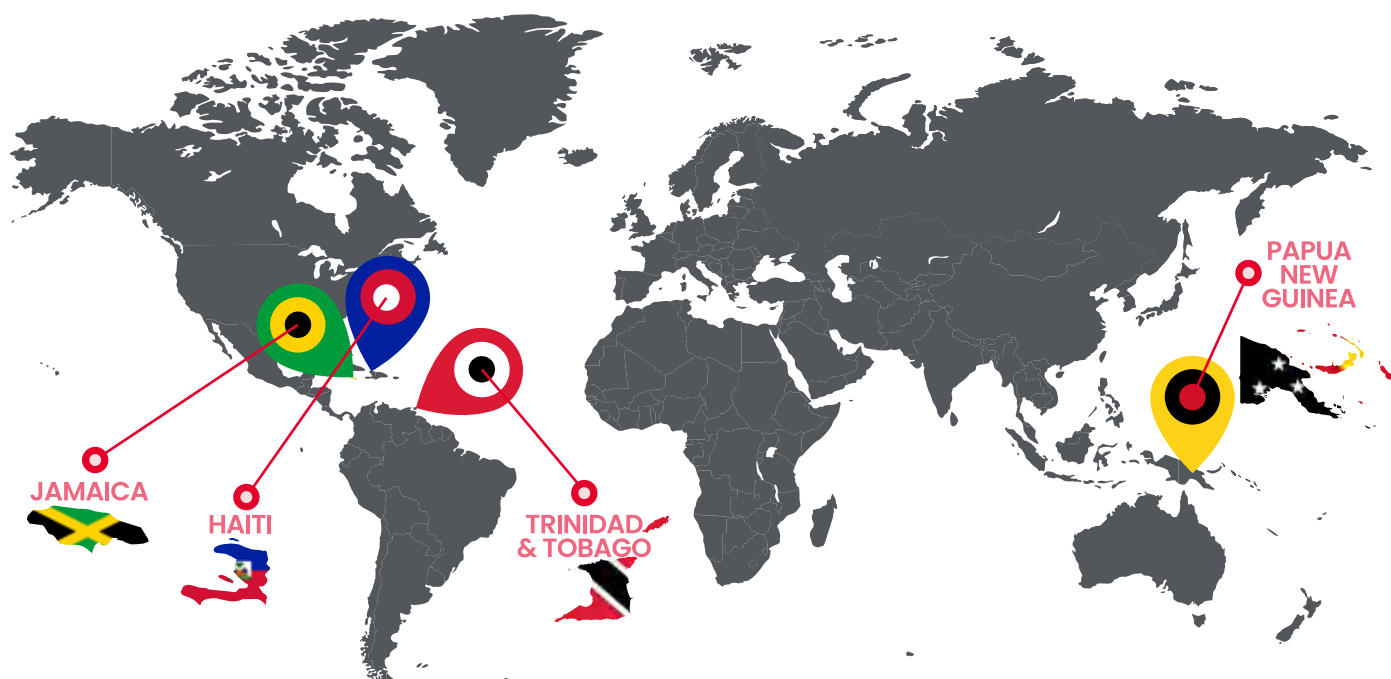 PAPUA
NEW
GUINEA
JAMAICA
HAITI
TRINIDAD
& TOBAGO